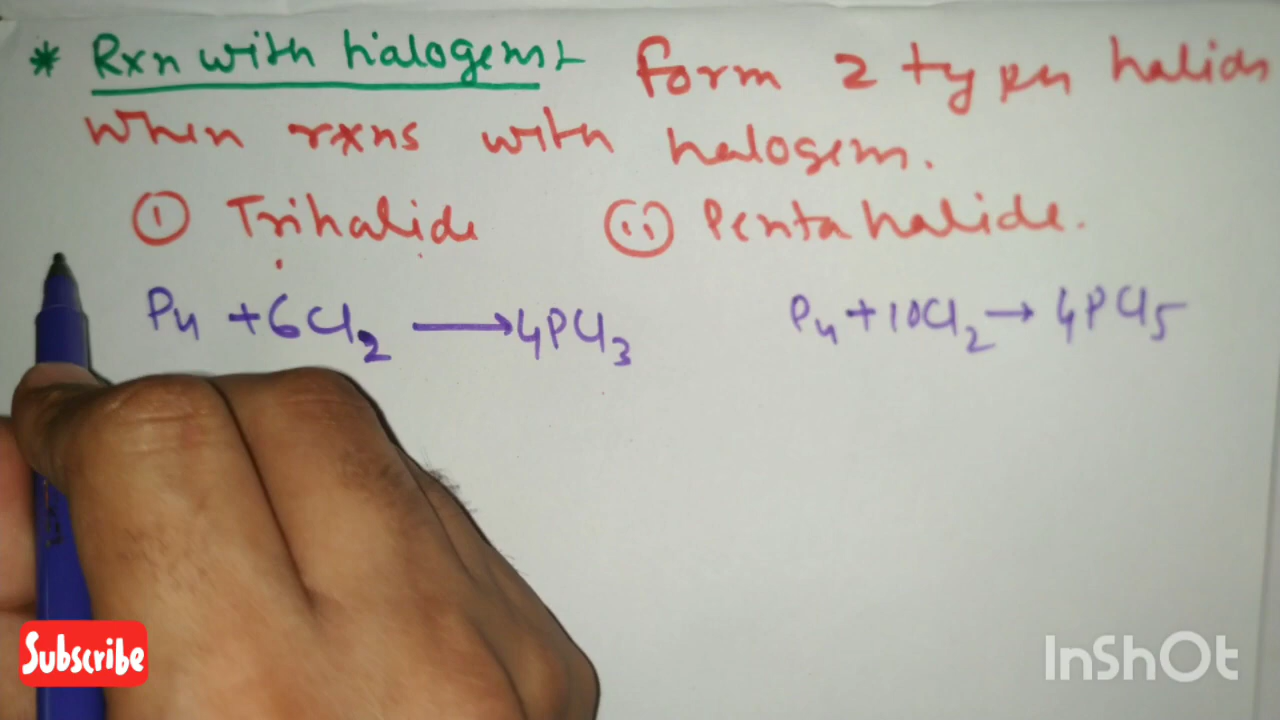 * Rxn with halogens :- Form 2 types halides
when rxns with halogens.
(i) Trihalide (ii) Pentahalide.
P4 + 6Cl2 → 4PCl3 P4 + 10Cl2 → 4PCl5
Subscribe
InShOt